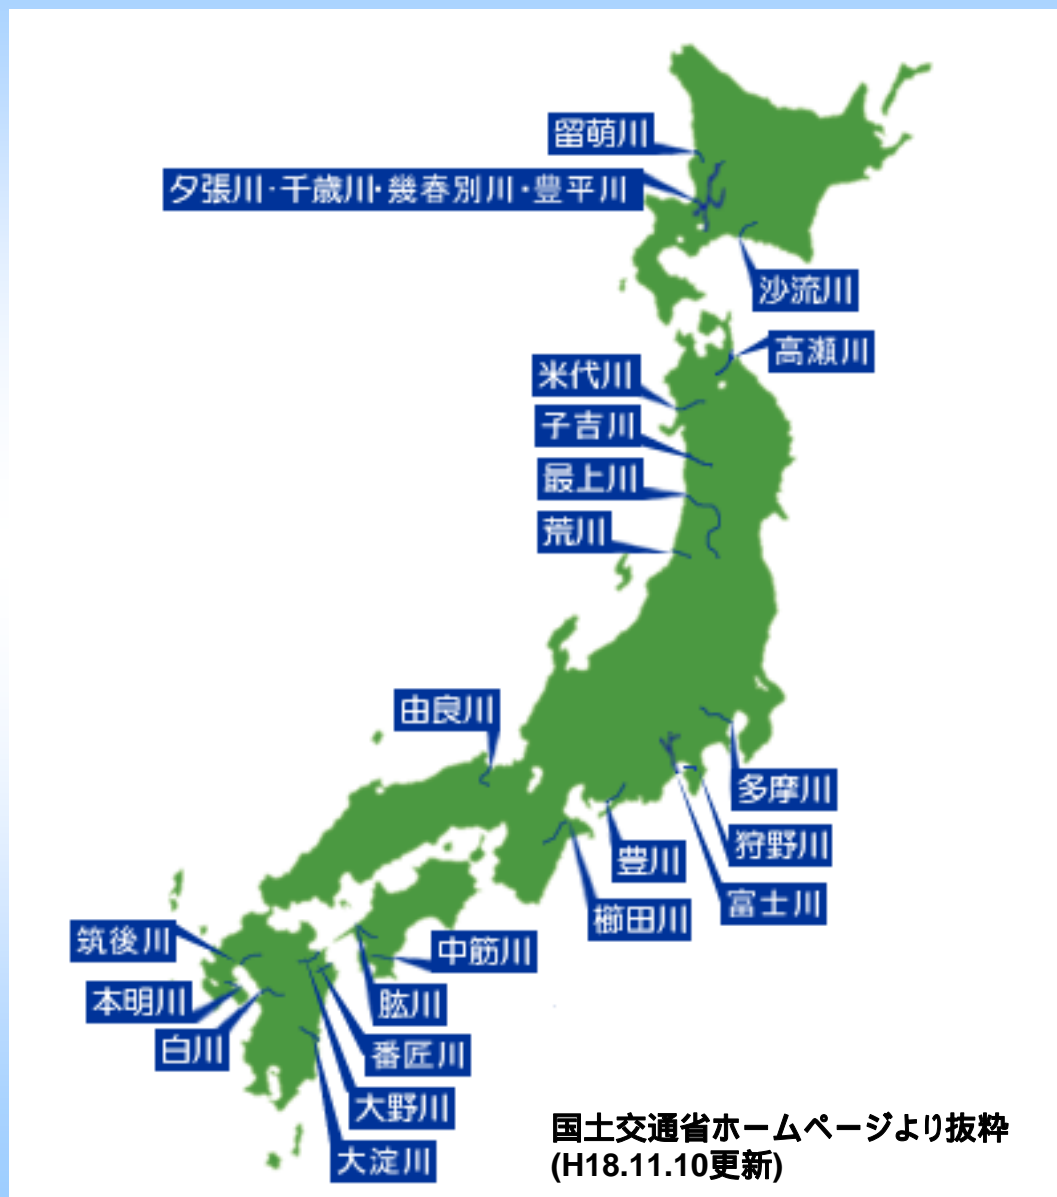 留萌川
夕張川・千歳川・幾春別川・豊平川
沙流川
高瀬川
米代川
子吉川
最上川
荒川
由良川
多摩川
狩野川
豊川
富士川
櫛田川
筑後川
中筋川
本明川
肱川
白川
番匠川
大野川
大淀川
国土交通省ホームページより抜粋
(H18.11.10更新)